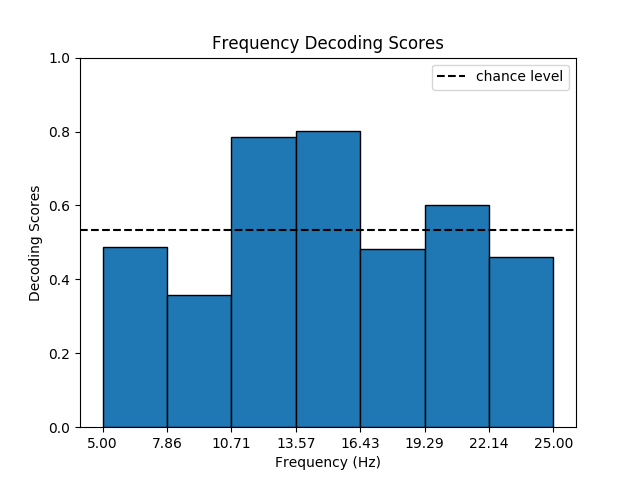 Frequency Decoding Scores
chance level
1.0
0.8
0.6
0.4
0.2
0.0
Decoding Scores
5.00 7.86 10.71 13.57 16.43 19.29 22.14 25.00
Frequency (Hz)